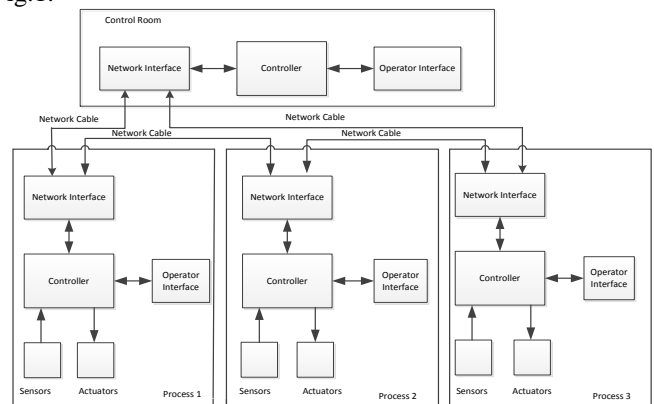 Control Room
Network Interface
Controller
Operator Interface
Network Cable
Network Cable
Network Cable
Network Cable
Network Interface
Controller
Operator
Interface
Sensors
Actuators
Process 1
Network Interface
Controller
Operator
Interface
Sensors
Actuators
Process 2
Network Interface
Controller
Operator
Interface
Sensors
Actuators
Process 3